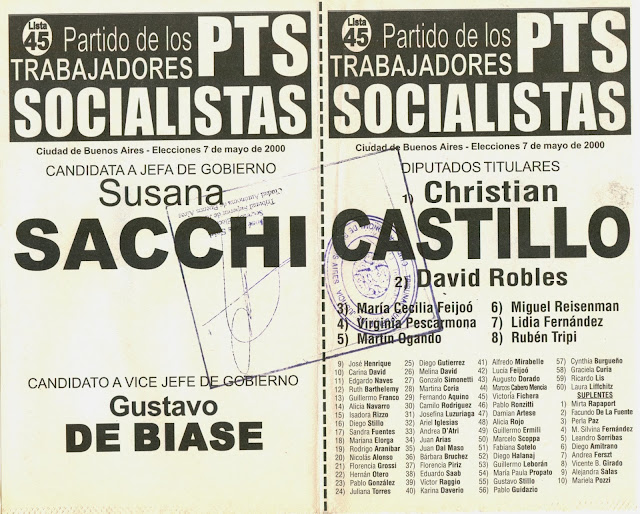 Lista
45
Partido de los
TRABAJADORES
PTS
SOCIALISTAS
Ciudad de Buenos Aires - Elecciones 7 de mayo de 2000
CANDIDATA A JEFA DE GOBIERNO
Susana
SACCHI
CANDIDATO A VICE JEFE DE GOBIERNO
Gustavo
DE BIASE
Lista
45
Partido de los
TRABAJADORES
PTS
SOCIALISTAS
Ciudad de Buenos Aires - Elecciones 7 de mayo de 2000
DIPUTADOS TITULARES
1) Christian
CASTILLO
2) David Robles
3) María Cecilia Feijoó
4) Virginia Pescarmona
5) Martín Ogando
6) Miguel Reisenman
7) Lidia Fernández
8) Rubén Tripi
9) José Henrique
10) Carina David
11) Edgardo Naves
12) Ruth Barthelemy
13) Guillermo Franco
14) Alicia Navarro
15) Isadora Rizzo
16) Diego Stillo
17) Sandra Fuentes
18) Mariana Elorga
19) Rodrigo Aranibar
20) Nicolás Alonso
21) Florencia Grossi
22) Hernán Otero
23) Pablo González
24) Juliana Torres
25) Diego Gutierrez
26) Melina David
27) Gonzalo Simonetti
28) Martina Coria
29) Fernando Aquino
30) Camilo Rodriguez
31) Josefina Luzuriaga
32) Ariel Iglesias
33) Andrea D'Atri
34) Juan Arias
35) Juan Dal Maso
36) Bárbara Bruchez
37) Florencia Piriz
38) Eduardo Saab
39) Victor Raggio
40) Karina Daverio
41) Alfredo Mirabelle
42) Lucia Feijoó
43) Augusto Dorado
44) Marcos Cabero Mencia
45) Victoria Fichera
46) Pablo Ronzitti
47) Damian Artese
48) Alicia Rojo
49) Guillermo Ermili
50) Marcelo Scoppa
51) Fabiana Sotelo
52) Diego Halanaj
53) Guillermo Leborán
54) María Paula Propato
55) Gustavo Stillo
56) Pablo Guidazio
57) Cynthia Burgueño
58) Graciela Curia
59) Ricardo Lis
60) Laura Liffchitz
SUPLENTES
1) Mirta Rapaport
2) Facundo De La Fuente
3) Perla Paz
4) M. Silvina Fernández
5) Leandro Sorribas
6) Diego Amitrano
7) Andrea Ferszt
8) Vicente B. Girado
9) Alejandra Salas
10) Mariela Pozzi